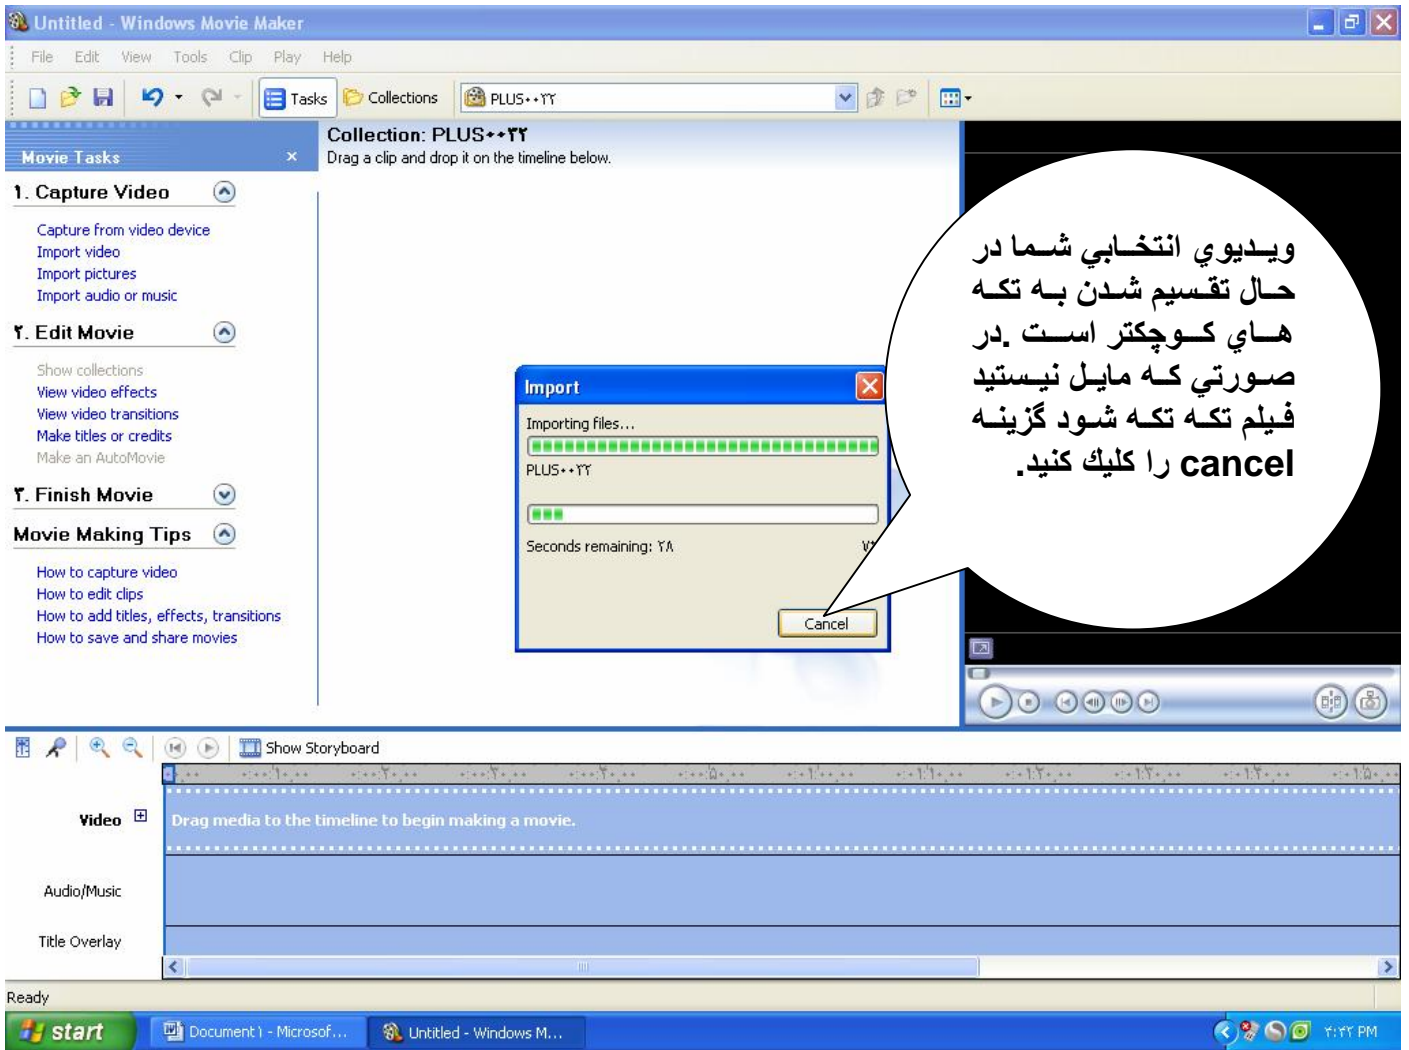 Untitled - Windows Movie Maker
File Edit View Tools Clip Play Help
Tasks Collections PLUS۰۰۲۲
Movie Tasks ×
Collection: PLUS۰۰۲۲
Drag a clip and drop it on the timeline below.
۱. Capture Video
Capture from video device
Import video
Import pictures
Import audio or music
۲. Edit Movie
Show collections
View video effects
View video transitions
Make titles or credits
Make an AutoMovie
۳. Finish Movie
Movie Making Tips
How to capture video
How to edit clips
How to add titles, effects, transitions
How to save and share movies
Import
Importing files...
PLUS۰۰۲۲
Seconds remaining: ۲۸
Cancel
ويـديوي انتخــابي شــما در
حــال تقـسيم شـدن بــه تكــه
هــاي كــوچكتر اســت .در
صـورتي كـه مايـل نيـستيد
فـيلم تكـه تكـه شـود گزينـه
cancel را كليك كنيد.
Show Storyboard
Video
Drag media to the timeline to begin making a movie.
Audio/Music
Title Overlay
Ready
start
Document۱ - Microsof...
Untitled - Windows M...